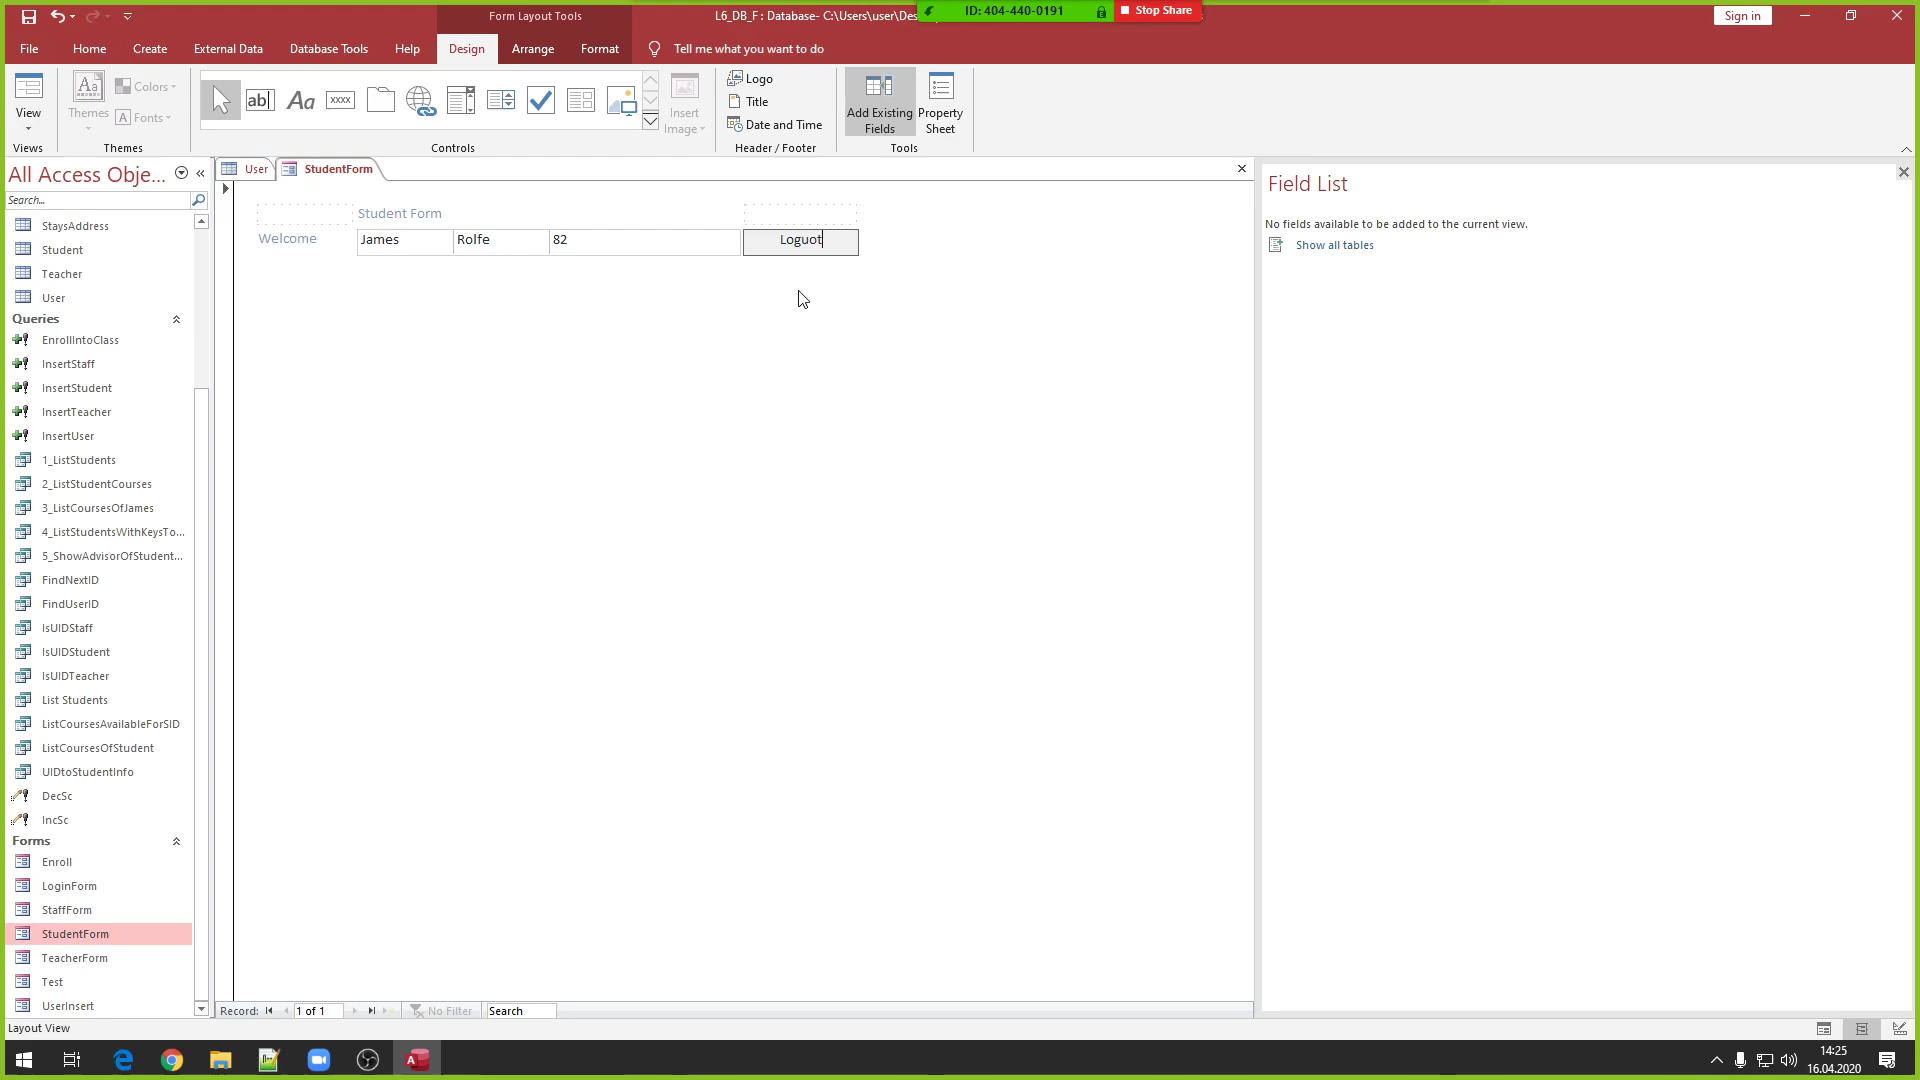 Form Layout Tools
L6_DB_F : Database- C:\Users\user\Des
ID: 404-440-0191
Stop Share
Sign in
File
Home
Create
External Data
Database Tools
Help
Design
Arrange
Format
Tell me what you want to do
View
Views
Aa
Themes
Colors
A Fonts
Themes
ab|
Aa
xxxx
Controls
Insert
Image
Logo
Title
Date and Time
Header / Footer
Add Existing
Fields
Property
Sheet
Tools
All Access Obje...
Search...
StaysAddress
Student
Teacher
User
Queries
EnrollIntoClass
InsertStaff
InsertStudent
InsertTeacher
InsertUser
1_ListStudents
2_ListStudentCourses
3_ListCoursesOfJames
4_ListStudentsWithKeysTo...
5_ShowAdvisorOfStudent...
FindNextID
FindUserID
IsUIDStaff
IsUIDStudent
IsUIDTeacher
List Students
ListCoursesAvailableForSID
ListCoursesOfStudent
UIDtoStudentInfo
DecSc
IncSc
Forms
Enroll
LoginForm
StaffForm
StudentForm
TeacherForm
Test
UserInsert
User
StudentForm
Student Form
Welcome James Rolfe 82 Loguot
Field List
No fields available to be added to the current view.
Show all tables
Record: 1 of 1 No Filter Search
Layout View
14:25
16.04.2020